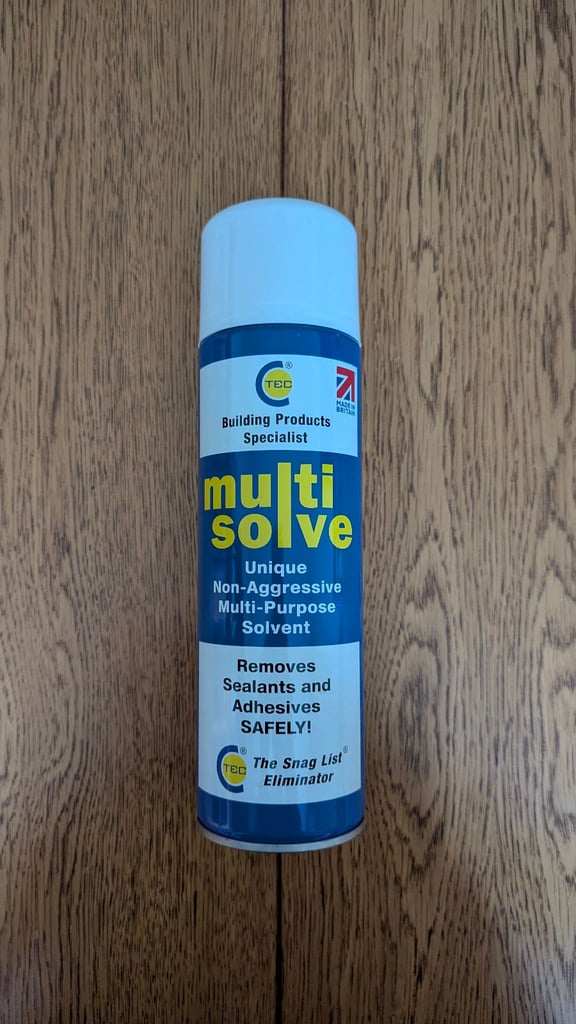 TEC®
MADE IN
BRITAIN
Building Products
Specialist
multi
solve
Unique
Non-Aggressive
Multi-Purpose
Solvent
Removes
Sealants and
Adhesives
SAFELY!
TEC® The Snag List®
Eliminator